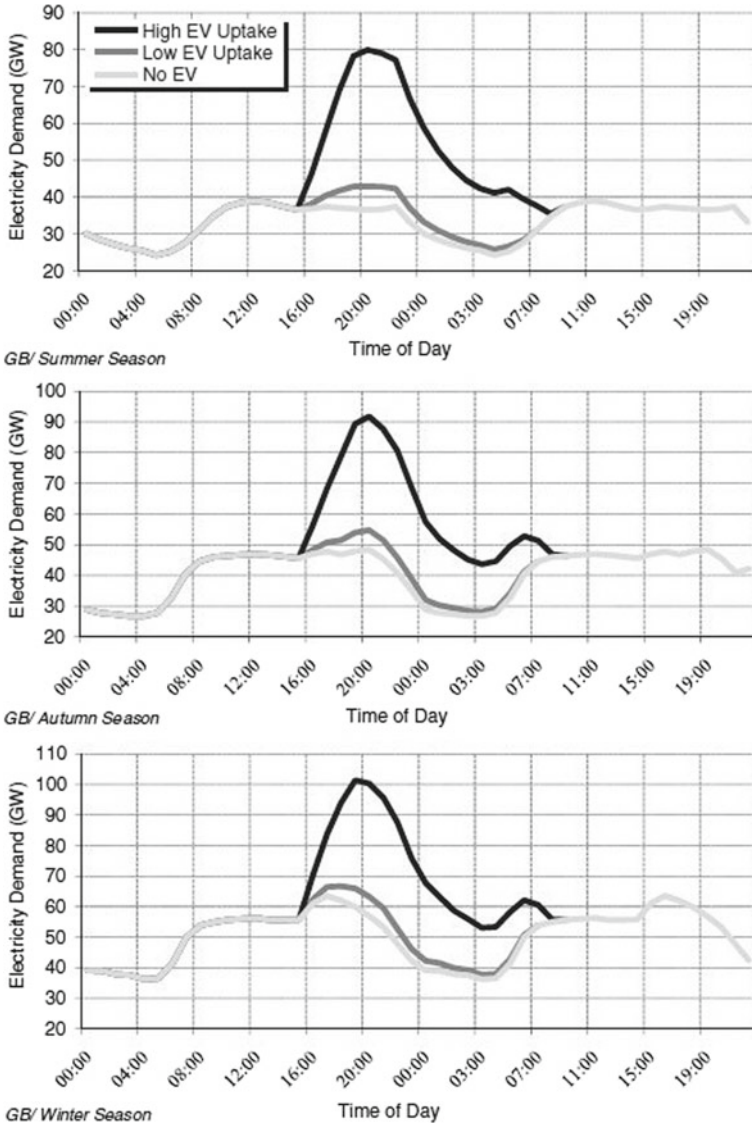 90
80
70
60
50
40
30
20
Electricity Demand (GW)
High EV Uptake
Low EV Uptake
No EV
00:00 04:00 08:00 12:00 16:00 20:00 00:00 03:00 07:00 11:00 15:00 19:00
Time of Day
GB/ Summer Season
100
90
80
70
60
50
40
30
20
Electricity Demand (GW)
00:00 04:00 08:00 12:00 16:00 20:00 00:00 03:00 07:00 11:00 15:00 19:00
Time of Day
GB/ Autumn Season
110
100
90
80
70
60
50
40
30
20
Electricity Demand (GW)
00:00 04:00 08:00 12:00 16:00 20:00 00:00 03:00 07:00 11:00 15:00 19:00
Time of Day
GB/ Winter Season